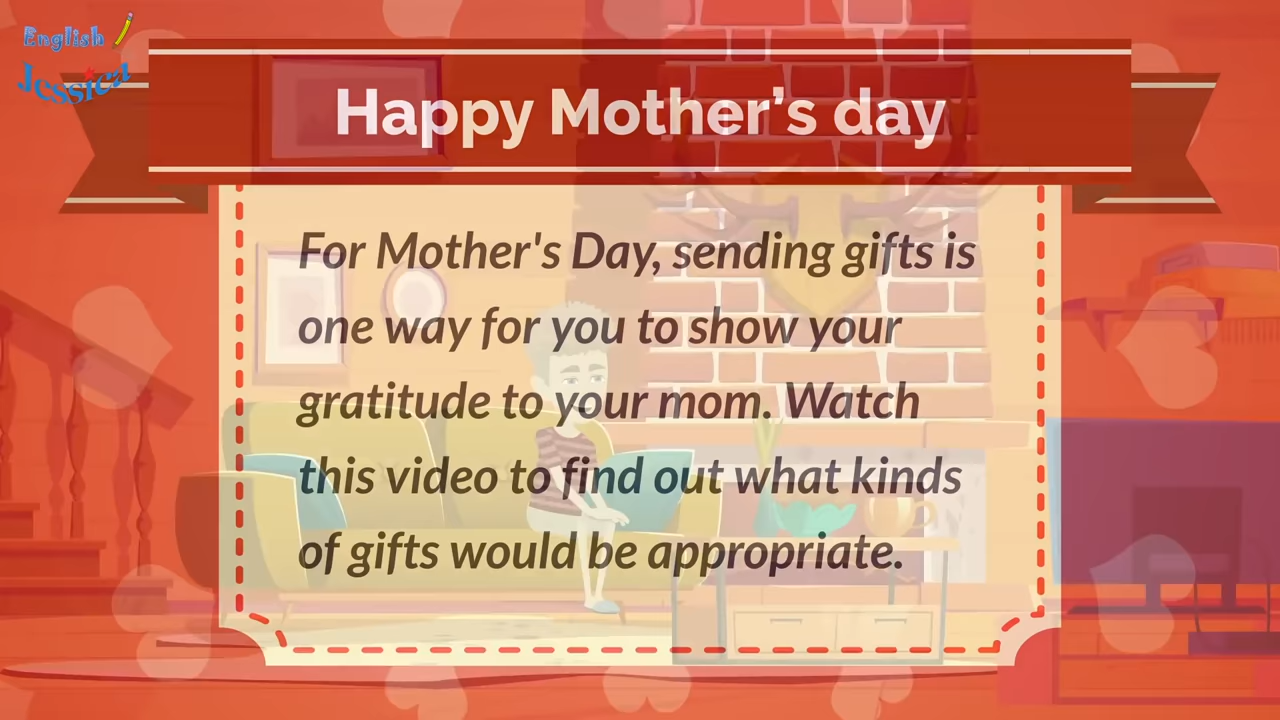 English
Jessica
Happy Mother’s day
For Mother's Day, sending gifts is
one way for you to show your
gratitude to your mom. Watch
this video to find out what kinds
of gifts would be appropriate.